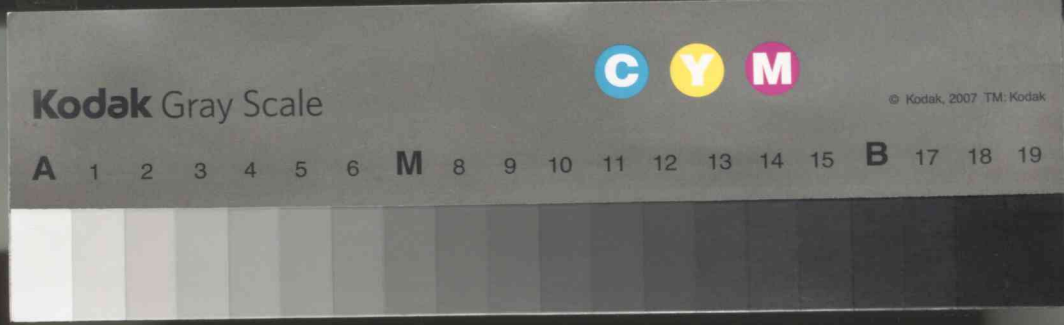 C Y M
Kodak Gray Scale
© Kodak, 2007 TM: Kodak
A 1 2 3 4 5 6 M 8 9 10 11 12 13 14 15 B 17 18 19